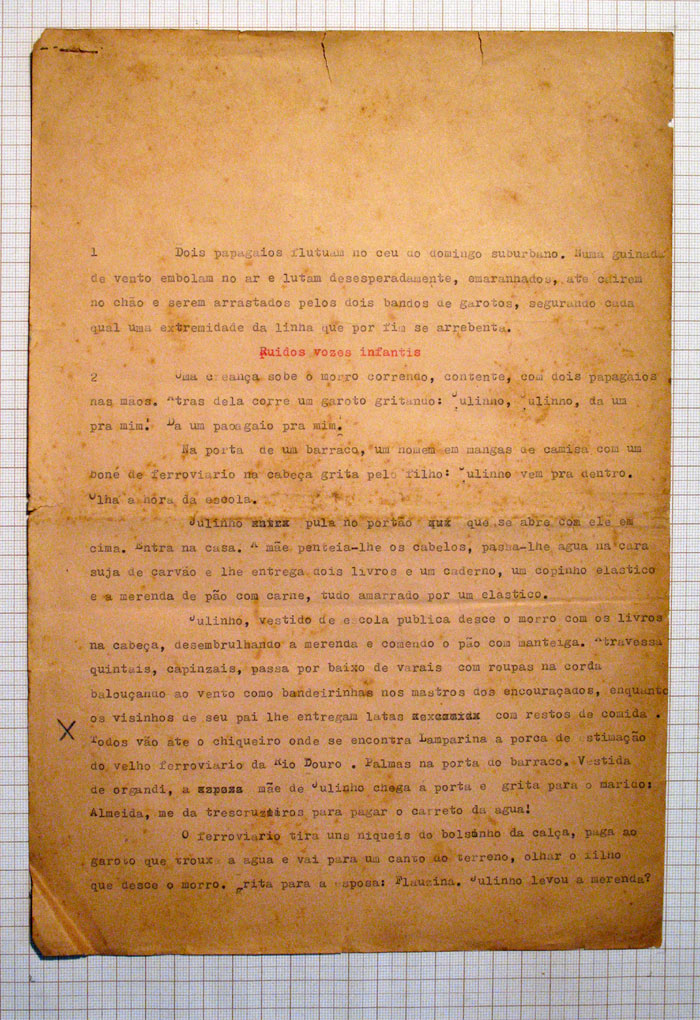 1 Dois papagaios flutuam no ceu do domingo suburbano. Numa guinada
de vento embolam no ar e lutam desesperadamente, emaranhados, ate cairem
no chão e serem arrastados pelos dois bandos de garotos, segurando cada
qual uma extremidade da linha que por fim se arrebenta.
Ruidos vozes infantis
2 Uma creança sobe o morro correndo, contente, com dois papagaios
nas mãos. Atras dela corre um garoto gritando: Julinho, Julinho, da um
pra mim! Da um papagaio pra mim.
Na porta de um barraco, um homem em mangas de camisa com um
boné de ferroviario na cabeça grita pelo filho: Julinho vem pra dentro.
Olha a hora da escola.
Julinho pula no portão que se abre com ele em
cima. Entra na casa. A mãe penteia-lhe os cabelos, passa-lhe agua na cara
suja de carvão e lhe entrega dois livros e um caderno, um copinho elastico
e a merenda de pão com carne, tudo amarrado por um elastico.
Julinho, vestido de escola publica desce o morro com os livros
na cabeça, desembrulhando a merenda e comendo o pão com manteiga. Atravessa
quintais, capinzais, passa por baixo de varais com roupas na corda
balouçando ao vento como bandeirinhas nos mastros dos encouraçados, enquanto
os visinhos de seu pai lhe entregam latas com restos de comida .
X
Todos vão ate o chiqueiro onde se encontra Lamparina a porca de estimação
do velho ferroviario da Rio Douro . Palmas na porta do barraco. Vestida
de organdi, a mãe de Julinho chega a porta e grita para o marido:
Almeida, me da trescruzeiros para pagar o carreto da agua!
O ferroviario tira uns niqueis do bolsinho da calça, paga ao
garoto que trouxe a agua e vai para um canto do terreno, olhar o filho
que desce o morro. Grita para a esposa: Flauzina. Julinho levou a merenda?